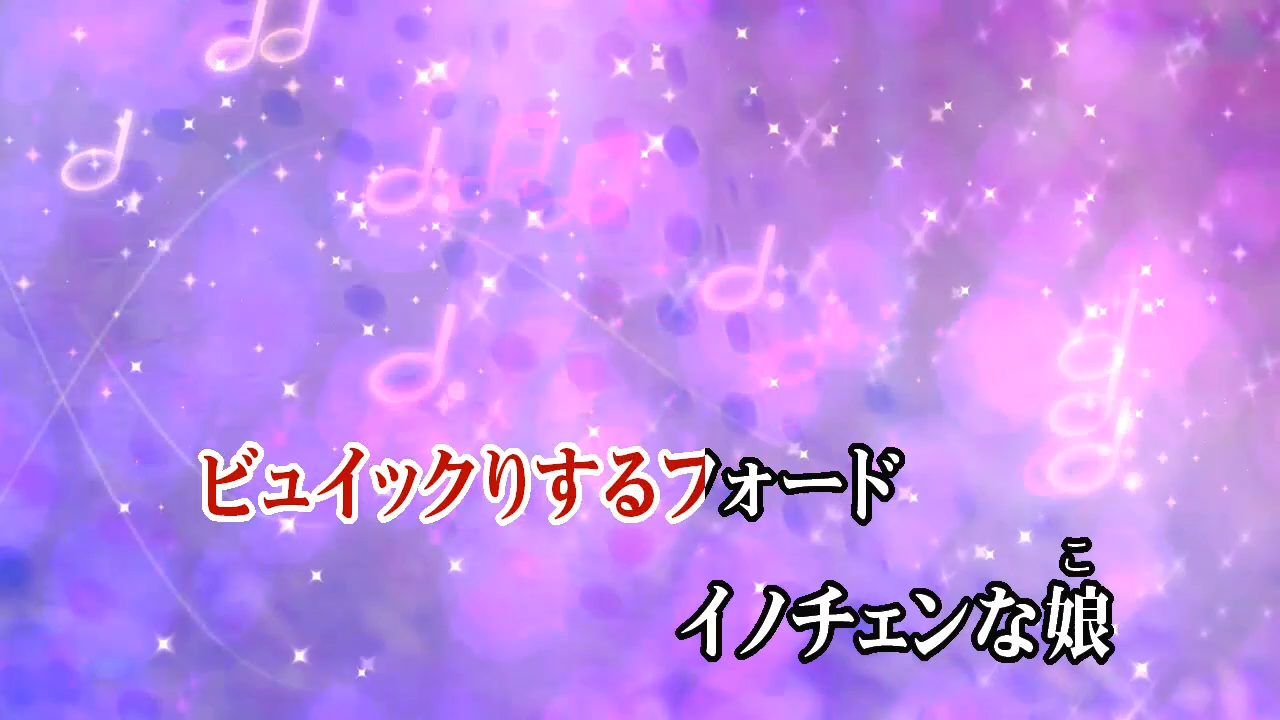 ビュイックりするフォード
こ
イノチェンな娘